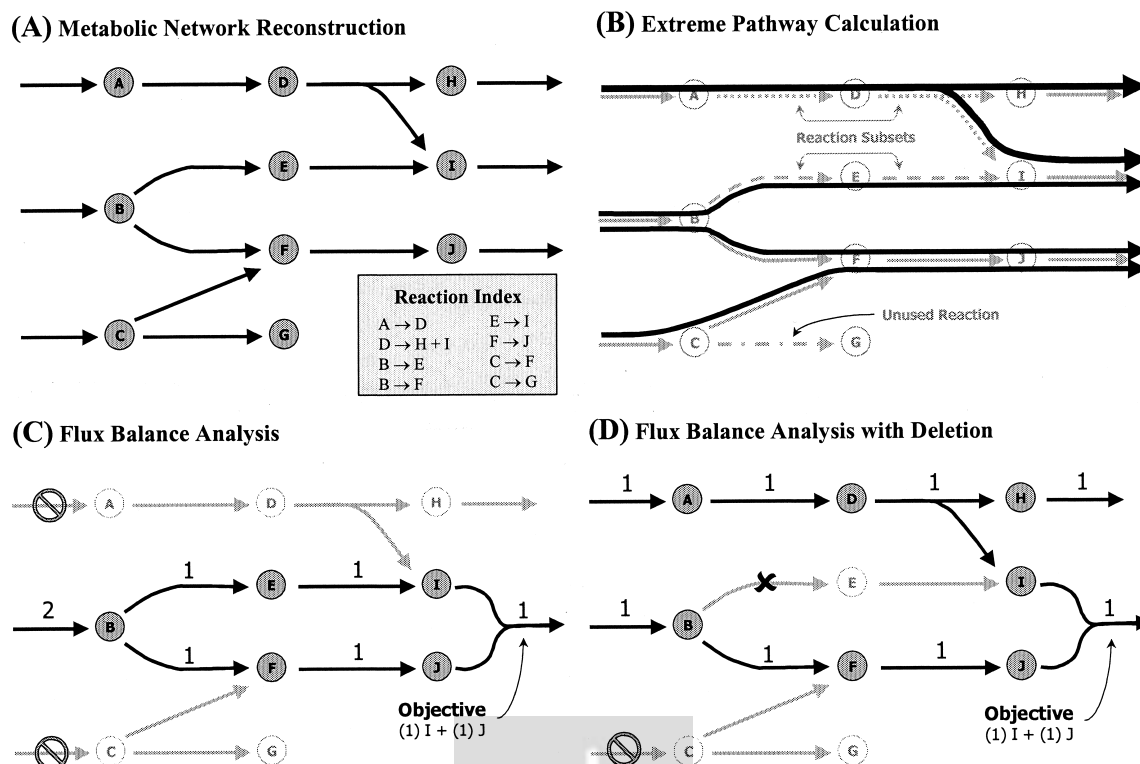 (A) Metabolic Network Reconstruction
A
D
H
E
I
B
F
J
C
G
Reaction Index
A → D
D → H + I
B → E
B → F
E → I
F → J
C → F
C → G
(B) Extreme Pathway Calculation
A
D
H
Reaction Subsets
E
I
B
F
J
Unused Reaction
C
G
(C) Flux Balance Analysis
A
D
H
1
1
E
I
2
1
B
1
1
F
J
Objective
(1) I + (1) J
C
G
(D) Flux Balance Analysis with Deletion
1
1
1
1
A
D
H
E
I
1
1
B
1
1
F
J
Objective
(1) I + (1) J
C
G